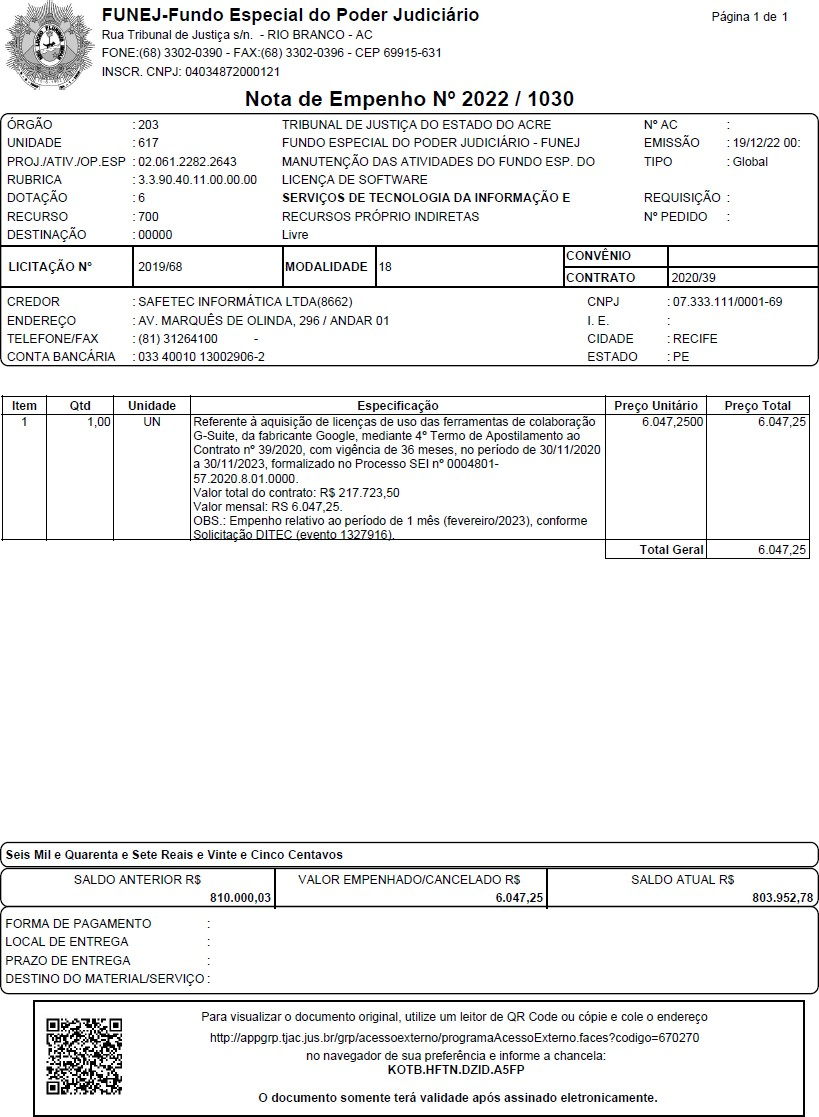 FUNEJ-Fundo Especial do Poder Judiciário
Página 1 de 1
Rua Tribunal de Justiça s/n. - RIO BRANCO - AC
FONE:(68) 3302-0390 - FAX:(68) 3302-0396 - CEP 69915-631
INSCR. CNPJ: 04034872000121
Nota de Empenho Nº 2022 / 1030
ÓRGÃO : 203 TRIBUNAL DE JUSTIÇA DO ESTADO DO ACRE Nº AC :
UNIDADE : 617 FUNDO ESPECIAL DO PODER JUDICIÁRIO - FUNEJ EMISSÃO : 19/12/22 00:
PROJ./ATIV./OP.ESP : 02.061.2282.2643 MANUTENÇÃO DAS ATIVIDADES DO FUNDO ESP. DO TIPO : Global
RUBRICA : 3.3.90.40.11.00.00.00 LICENÇA DE SOFTWARE
DOTAÇÃO : 6 SERVIÇOS DE TECNOLOGIA DA INFORMAÇÃO E REQUISIÇÃO :
RECURSO : 700 RECURSOS PRÓPRIO INDIRETAS Nº PEDIDO :
DESTINAÇÃO : 00000 Livre
LICITAÇÃO Nº 2019/68 MODALIDADE 18 CONVÊNIO
CONTRATO 2020/39
CREDOR : SAFETEC INFORMÁTICA LTDA(8662) CNPJ : 07.333.111/0001-69
ENDEREÇO : AV. MARQUÊS DE OLINDA, 296 / ANDAR 01 I. E. :
TELEFONE/FAX : (81) 31264100 - CIDADE : RECIFE
CONTA BANCÁRIA : 033 40010 13002906-2 ESTADO : PE
Item Qtd Unidade Especificação Preço Unitário Preço Total
1 1,00 UN Referente à aquisição de licenças de uso das ferramentas de colaboração 6.047,2500 6.047,25
G-Suite, da fabricante Google, mediante 4º Termo de Apostilamento ao
Contrato nº 39/2020, com vigência de 36 meses, no período de 30/11/2020
a 30/11/2023, formalizado no Processo SEI nº 0004801-
57.2020.8.01.0000.
Valor total do contrato: R$ 217.723,50
Valor mensal: RS 6.047,25.
OBS.: Empenho relativo ao período de 1 mês (fevereiro/2023), conforme
Solicitação DITEC (evento 1327916).
Total Geral 6.047,25
Seis Mil e Quarenta e Sete Reais e Vinte e Cinco Centavos
SALDO ANTERIOR R$ VALOR EMPENHADO/CANCELADO R$ SALDO ATUAL R$
810.000,03 6.047,25 803.952,78
FORMA DE PAGAMENTO :
LOCAL DE ENTREGA :
PRAZO DE ENTREGA :
DESTINO DO MATERIAL/SERVIÇO :
Para visualizar o documento original, utilize um leitor de QR Code ou cópie e cole o endereço
http://appgrp.tjac.jus.br/grp/acessoexterno/programaAcessoExterno.faces?codigo=670270
no navegador de sua preferência e informe a chancela:
KOTB.HFTN.DZID.A5FP
O documento somente terá validade após assinado eletronicamente.